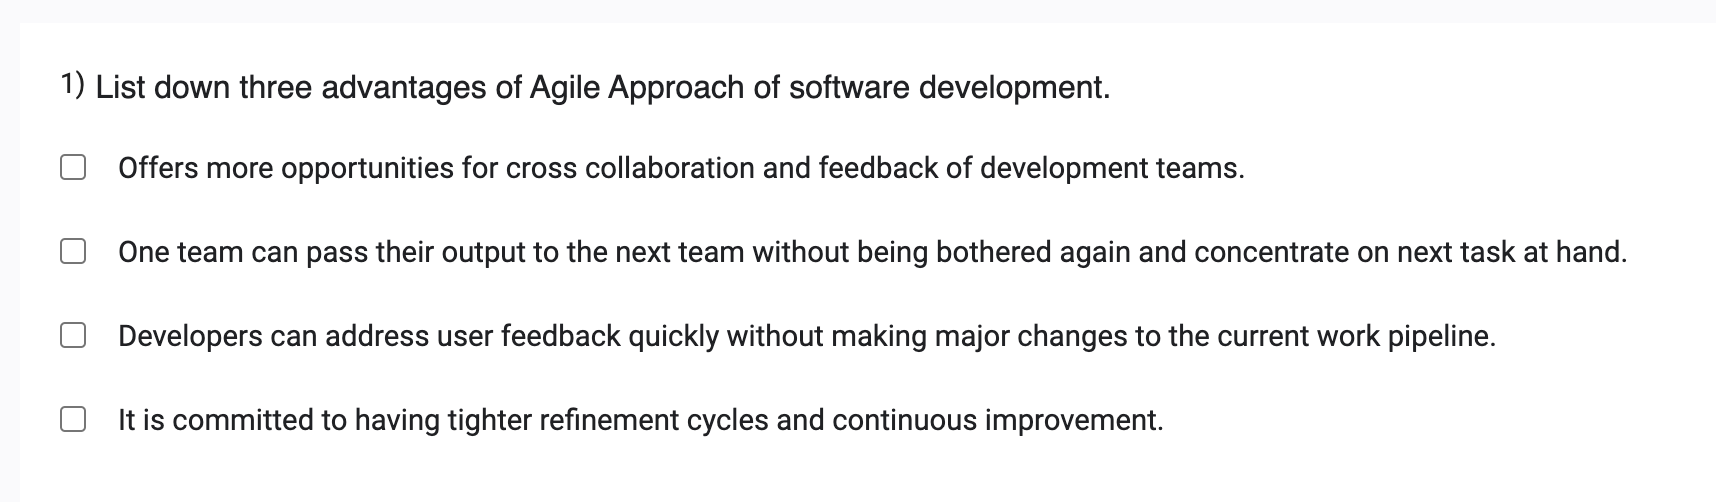 1) List down three advantages of Agile Approach of software development.
Offers more opportunities for cross collaboration and feedback of development teams.
One team can pass their output to the next team without being bothered again and concentrate on next task at hand.
Developers can address user feedback quickly without making major changes to the current work pipeline.
It is committed to having tighter refinement cycles and continuous improvement.